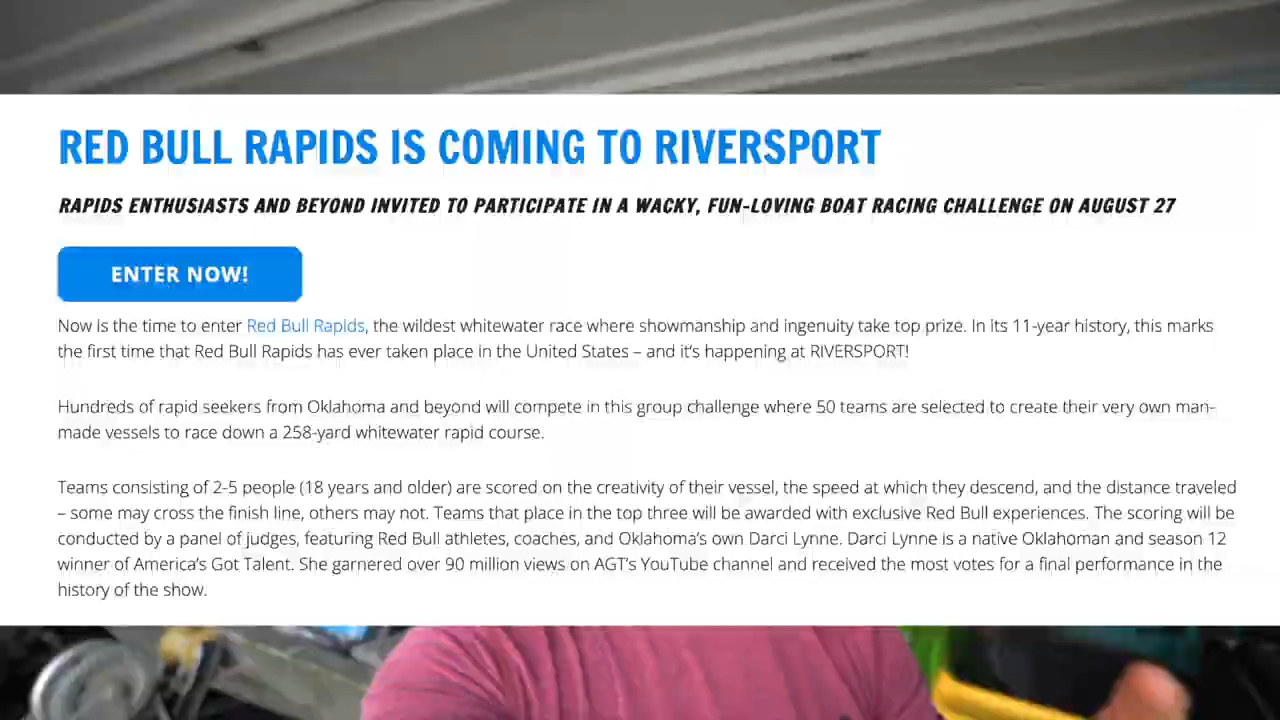 RED BULL RAPIDS IS COMING TO RIVERSPORT
RAPIDS ENTHUSIASTS AND BEYOND INVITED TO PARTICIPATE IN A WACKY, FUN-LOVING BOAT RACING CHALLENGE ON AUGUST 27
ENTER NOW!
Now is the time to enter Red Bull Rapids, the wildest whitewater race where showmanship and ingenuity take top prize. In its 11-year history, this marks
the first time that Red Bull Rapids has ever taken place in the United States – and it's happening at RIVERSPORT!
Hundreds of rapid seekers from Oklahoma and beyond will compete in this group challenge where 50 teams are selected to create their very own man-
made vessels to race down a 258-yard whitewater rapid course.
Teams consisting of 2-5 people (18 years and older) are scored on the creativity of their vessel, the speed at which they descend, and the distance traveled
– some may cross the finish line, others may not. Teams that place in the top three will be awarded with exclusive Red Bull experiences. The scoring will be
conducted by a panel of judges, featuring Red Bull athletes, coaches, and Oklahoma's own Darci Lynne. Darci Lynne is a native Oklahoman and season 12
winner of America's Got Talent. She garnered over 90 million views on AGT's YouTube channel and received the most votes for a final performance in the
history of the show.